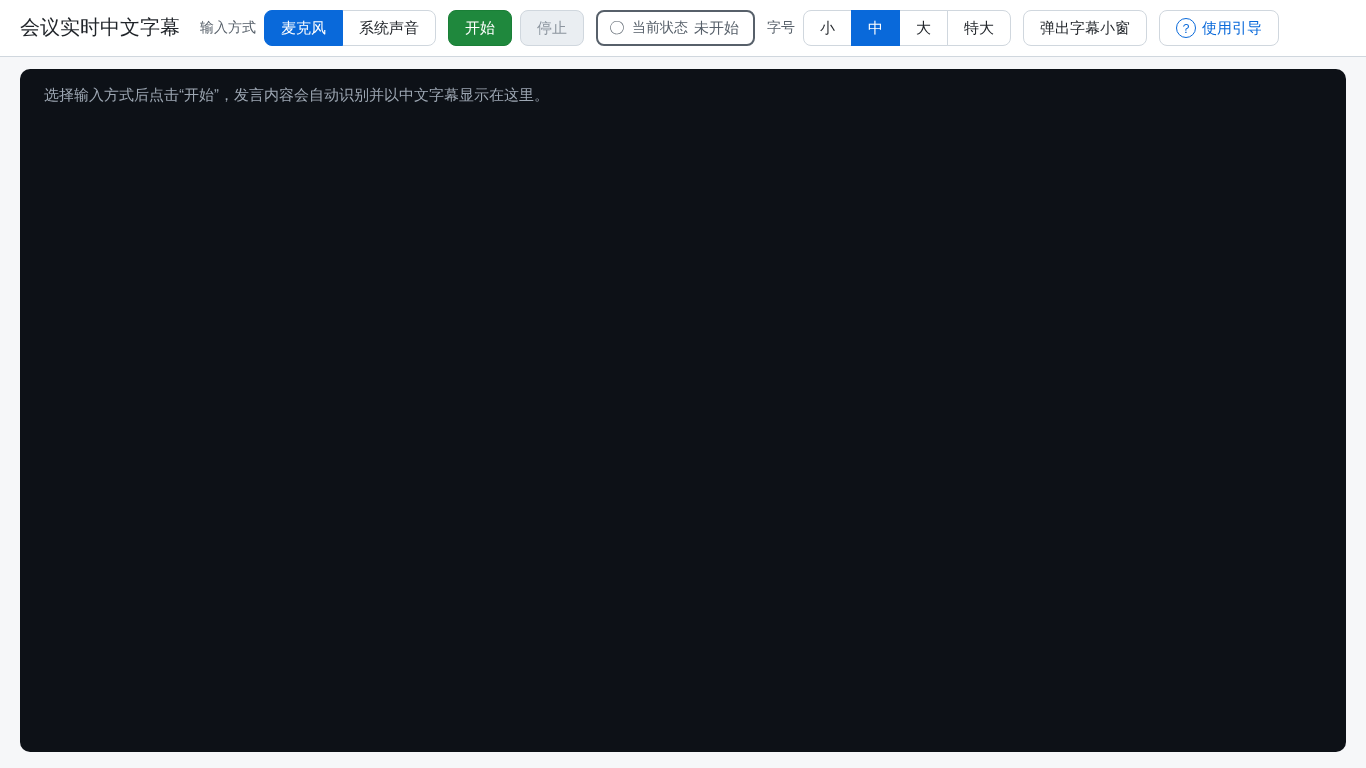 会议实时中文字幕 输入方式 麦克风 系统声音 开始 停止 当前状态 未开始 字号 小 中 大 特大 弹出字幕小窗 ? 使用引导
选择输入方式后点击“开始”，发言内容会自动识别并以中文字幕显示在这里。